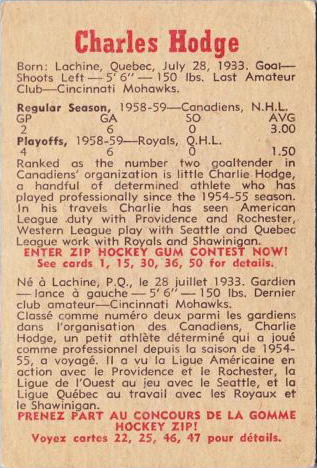 Charles Hodge
Born: Lachine, Quebec, July 28, 1933. Goal—
Shoots Left — 5' 6" — 150 lbs. Last Amateur
Club—Cincinnati Mohawks.
Regular Season, 1958-59—Canadiens, N.H.L.
GP GA SO AVG
2 6 0 3.00
Playoffs, 1958-59—Royals, Q.H.L.
4 6 0 1.50
Ranked as the number two goaltender in
Canadiens' organization is little Charlie Hodge,
a handful of determined athlete who has
played professionally since the 1954-55 season.
In his travels Charlie has seen American
League duty with Providence and Rochester,
Western League play with Seattle and Quebec
League work with Royals and Shawinigan.
ENTER ZIP HOCKEY GUM CONTEST NOW!
See cards 1, 15, 30, 36, 50 for details.
Né à Lachine, P.Q., le 28 juillet 1933. Gardien
— lance à gauche — 5' 6" — 150 lbs. Dernier
club amateur—Cincinnati Mohawks.
Classé comme numéro deux parmi les gardiens
dans l'organisation des Canadiens, Charlie
Hodge, un petit athlète déterminé qui a joué
comme professionnel depuis la saison de 1954-
55, a voyagé. Il a vu la Ligue Américaine en
action avec le Providence et le Rochester, la
Ligue de l'Ouest au jeu avec le Seattle, et la
Ligue Québec au travail avec les Royaux et
le Shawinigan.
PRENEZ PART AU CONCOURS DE LA GOMME
HOCKEY ZIP!
Voyez cartes 22, 25, 46, 47 pour détails.